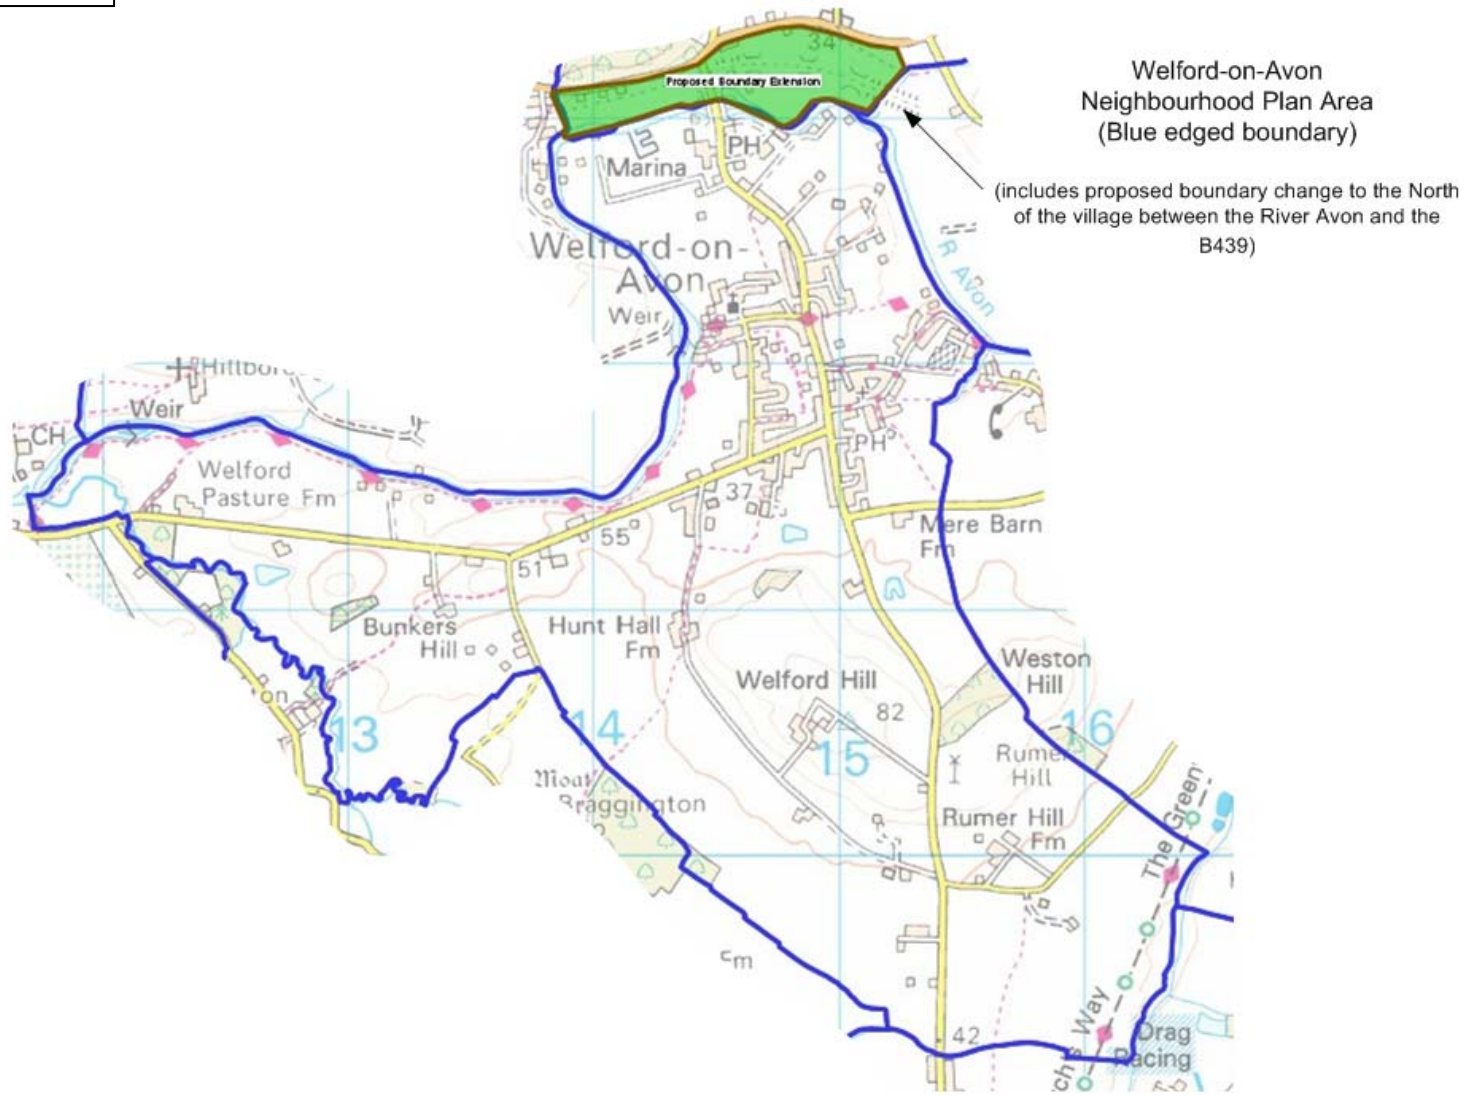 34
Proposed Boundary Extension
Welford-on-Avon
Neighbourhood Plan Area
(Blue edged boundary)
(includes proposed boundary change to the North
of the village between the River Avon and the
B439)
PH
Marina
Welford-on-
Avon
R Avon
Weir
Weir
CH
Welford
Pasture Fm
PH
37
55
51
Mere Barn
Fm
Bunkers
Hill
Hunt Hall
Fm
Weston
Hill
Welford Hill
82
13
14
15
16
Rumer
Hill
Moat
Braggington
Rumer Hill
Fm
The Green
Way
42
Drag
Racing